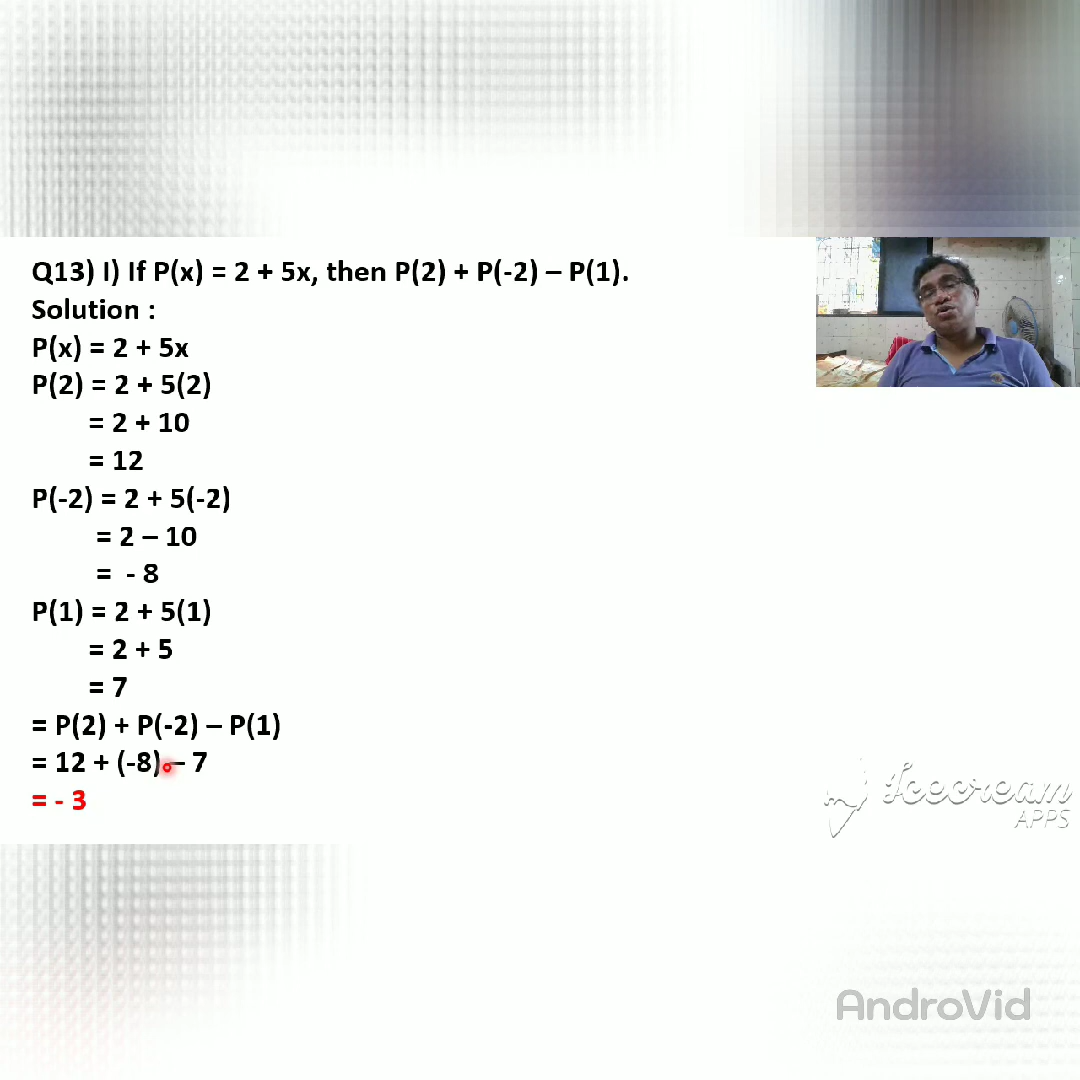 Q13) I) If P(x) = 2 + 5x, then P(2) + P(-2) – P(1).
Solution :
P(x) = 2 + 5x
P(2) = 2 + 5(2)
= 2 + 10
= 12
P(-2) = 2 + 5(-2)
= 2 – 10
= - 8
P(1) = 2 + 5(1)
= 2 + 5
= 7
= P(2) + P(-2) – P(1)
= 12 + (-8) – 7
= - 3
Icecream
APPS
AndroVid